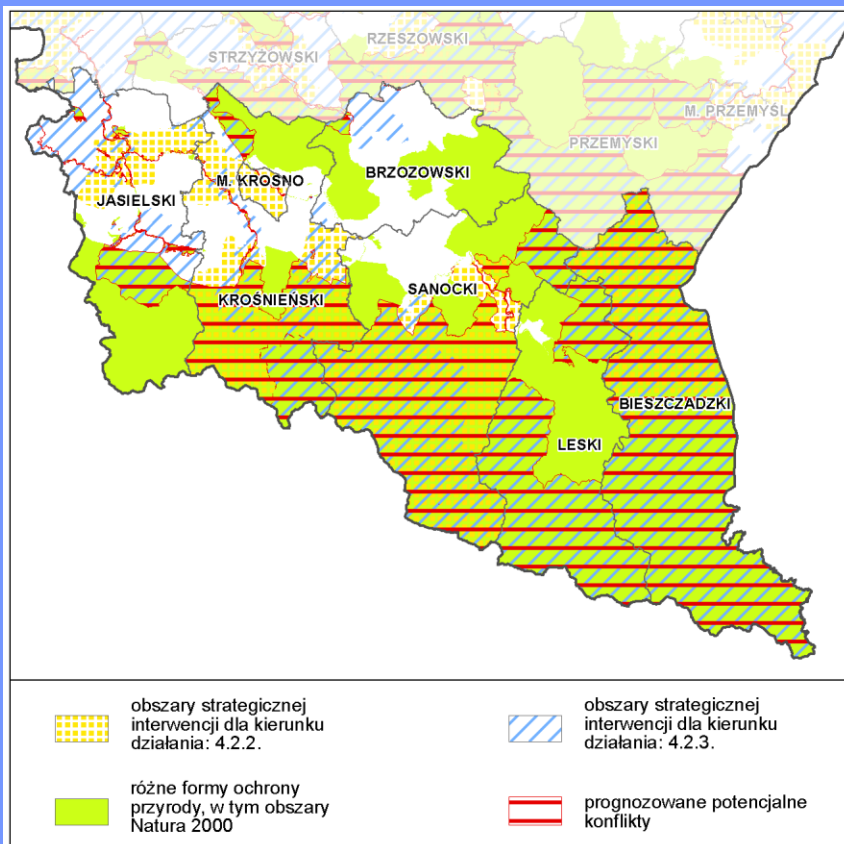 RZESZOWSKI
STRZYŻOWSKI
M. PRZEMYŚL
PRZEMYSKI
BRZOZOWSKI
M. KROSNO
JASIELSKI
SANOCKI
KROŚNIEŃSKI
BIESZCZADZKI
LESKI
obszary strategicznej
interwencji dla kierunku
działania: 4.2.2.
obszary strategicznej
interwencji dla kierunku
działania: 4.2.3.
różne formy ochrony
przyrody, w tym obszary
Natura 2000
prognozowane potencjalne
konflikty